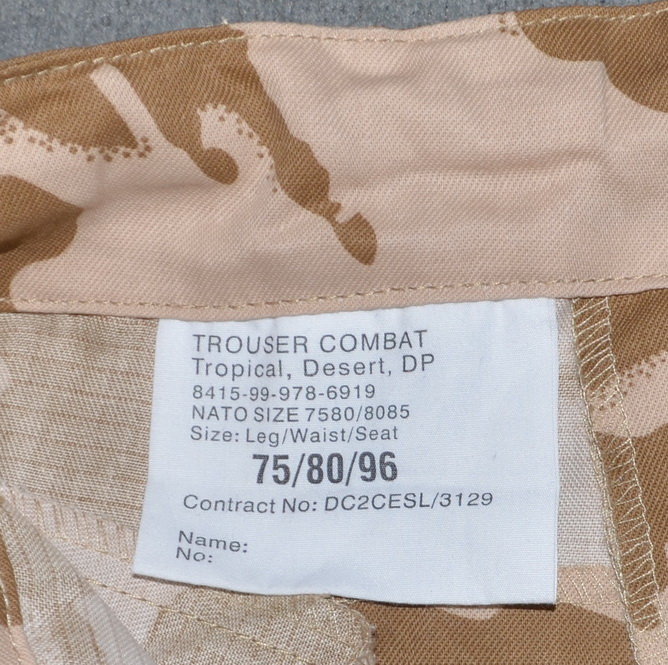 TROUSER COMBAT
Tropical, Desert, DP
8415-99-978-6919
NATO SIZE 7580/8085
Size: Leg/Waist/Seat
75/80/96
Contract No: DC2CESL/3129
Name:
No: